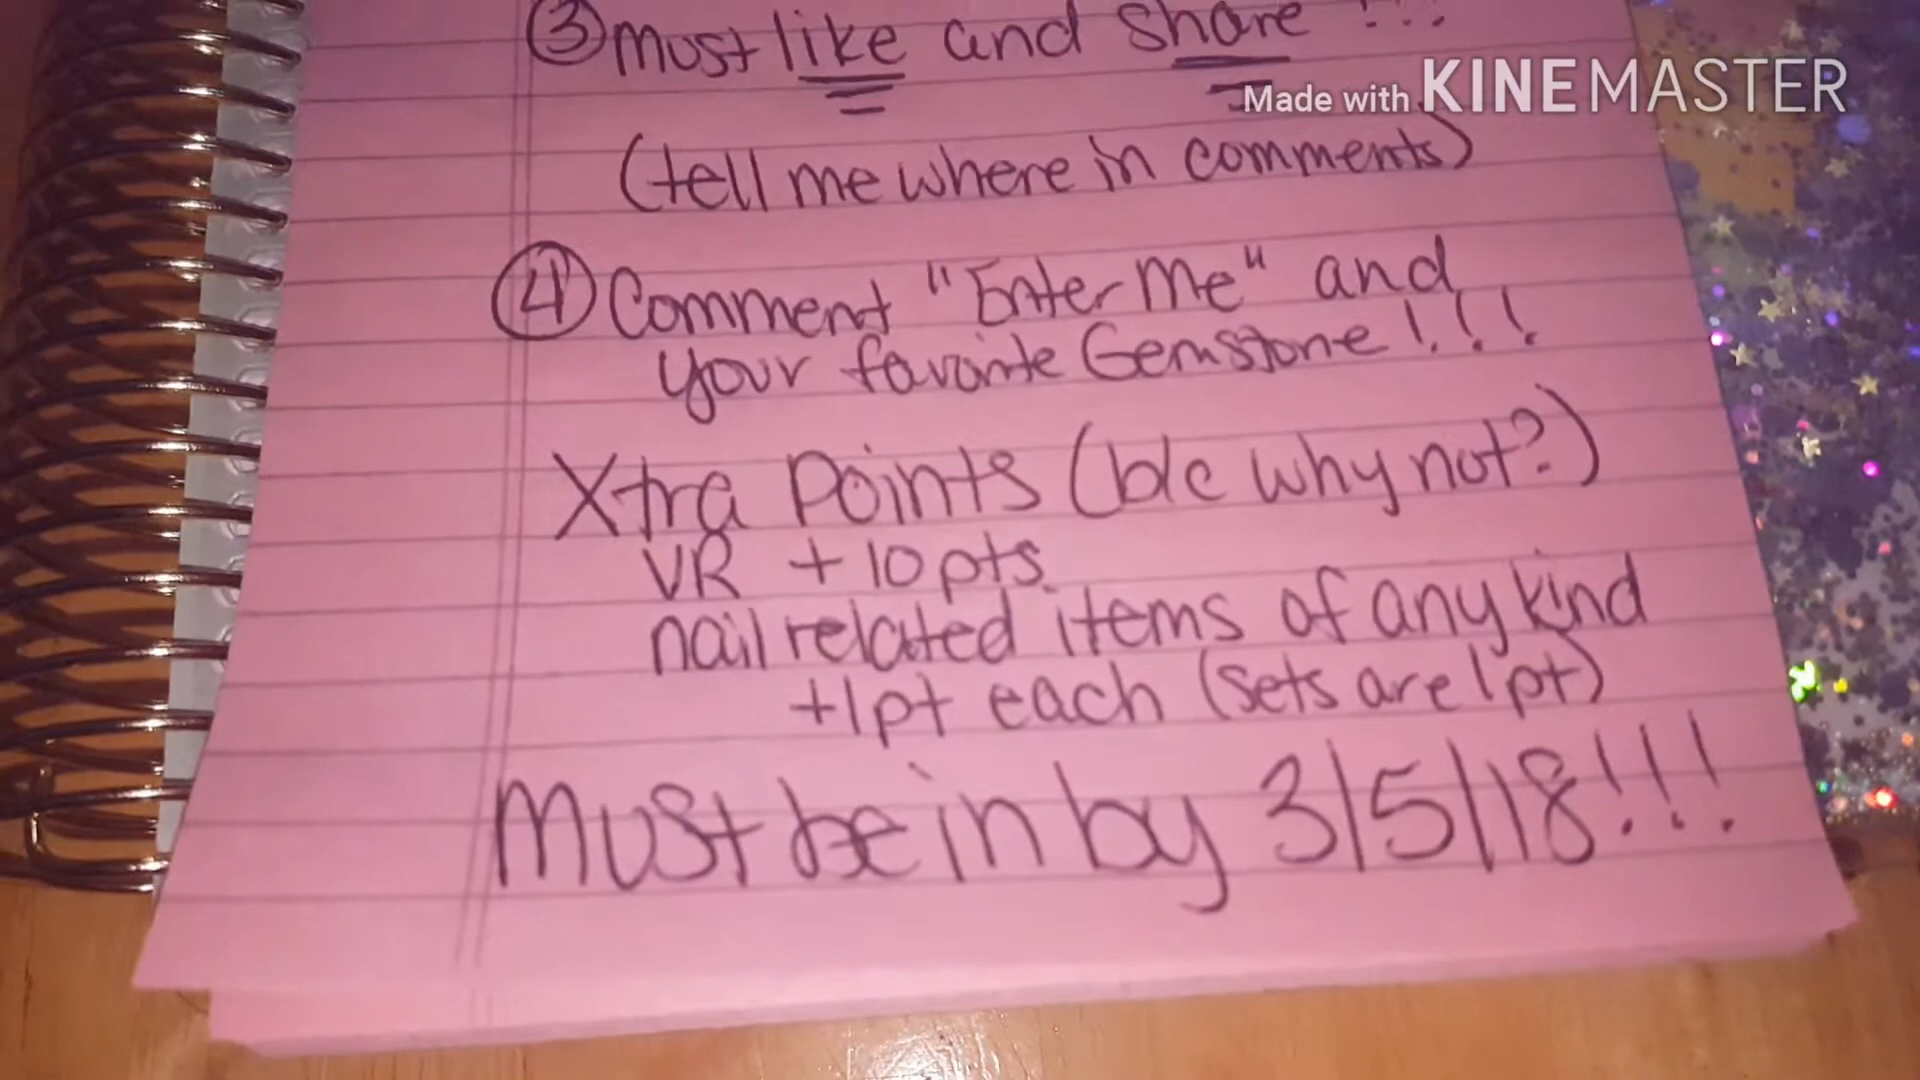 ③ must like and share !!!
Made with KINEMASTER
(tell me where in comments)
④ Comment "Enter Me" and
your favorite Gemstone!!!
Xtra Points (b/c why not?)
VR +10pts.
nail related items of any kind
+1pt each (sets are 1pt)
Must be in by 3/5/18!!!